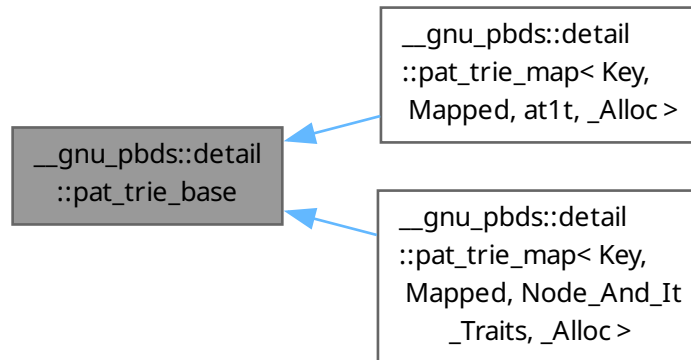 __gnu_pbds::detail
::pat_trie_map< Key,
Mapped, at1t, _Alloc >
__gnu_pbds::detail
::pat_trie_base
__gnu_pbds::detail
::pat_trie_map< Key,
Mapped, Node_And_It
_Traits, _Alloc >